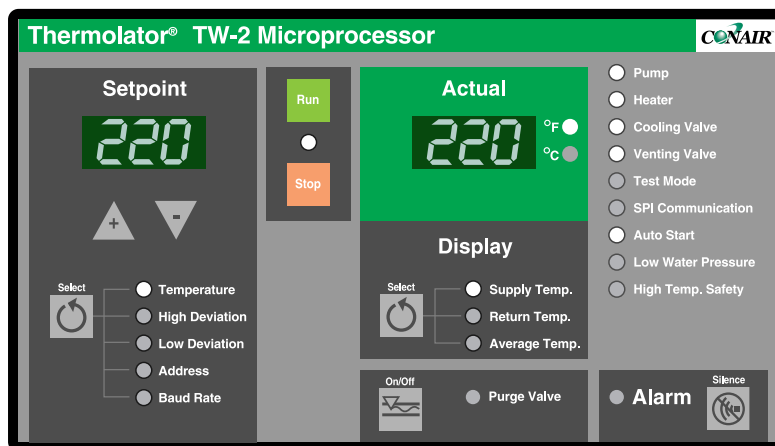 Thermolator® TW-2 Microprocessor
CONAIR
Setpoint
220
+
-
Select
Temperature
High Deviation
Low Deviation
Address
Baud Rate
Run
Stop
Actual
220
°F
°C
Display
Select
Supply Temp.
Return Temp.
Average Temp.
On/Off
Purge Valve
Pump
Heater
Cooling Valve
Venting Valve
Test Mode
SPI Communication
Auto Start
Low Water Pressure
High Temp. Safety
Alarm
Silence